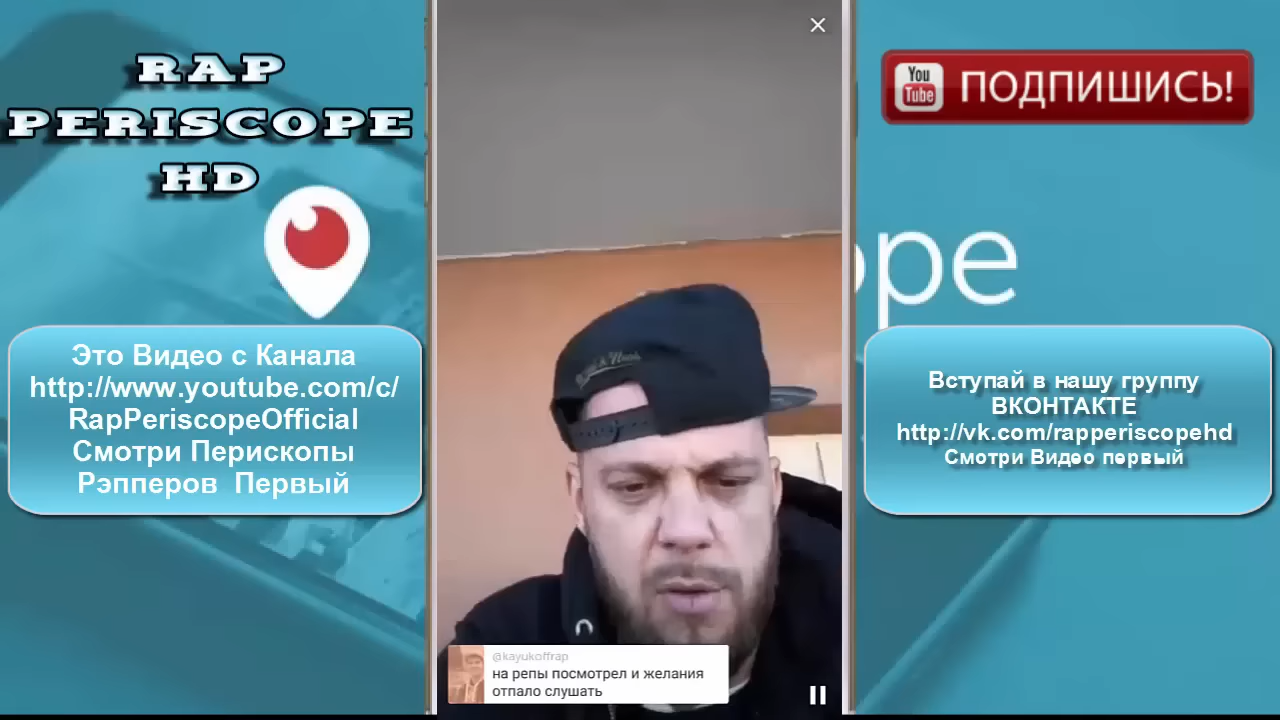 RAP
PERISCOPE
HD
Это Видео с Канала
http://www.youtube.com/c/
RapPeriscopeOfficial
Смотри Перископы
Рэпперов Первый
@kayukoffrap
на репы посмотрел и желания
отпало слушать
You
Tube
ПОДПИШИСЬ!
ope
Вступай в нашу группу
ВКОНТАКТЕ
http://vk.com/rapperiscopehd
Смотри Видео первый